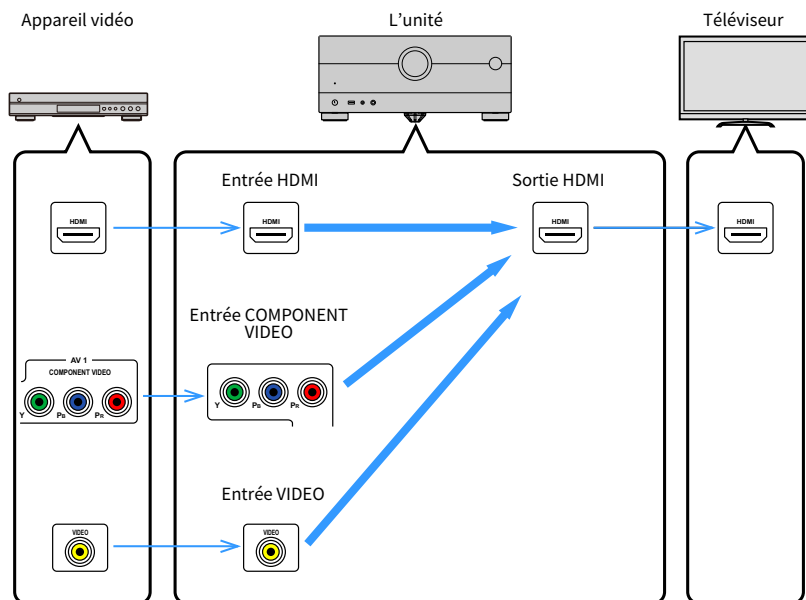 Appareil vidéo
L'unité
Téléviseur
Entrée HDMI
Sortie HDMI
HDMI
HDMI
HDMI
HDMI
Entrée COMPONENT
VIDEO
AV 1
COMPONENT VIDEO
Y PB PR
Y PB PR
Entrée VIDEO
VIDEO
VIDEO